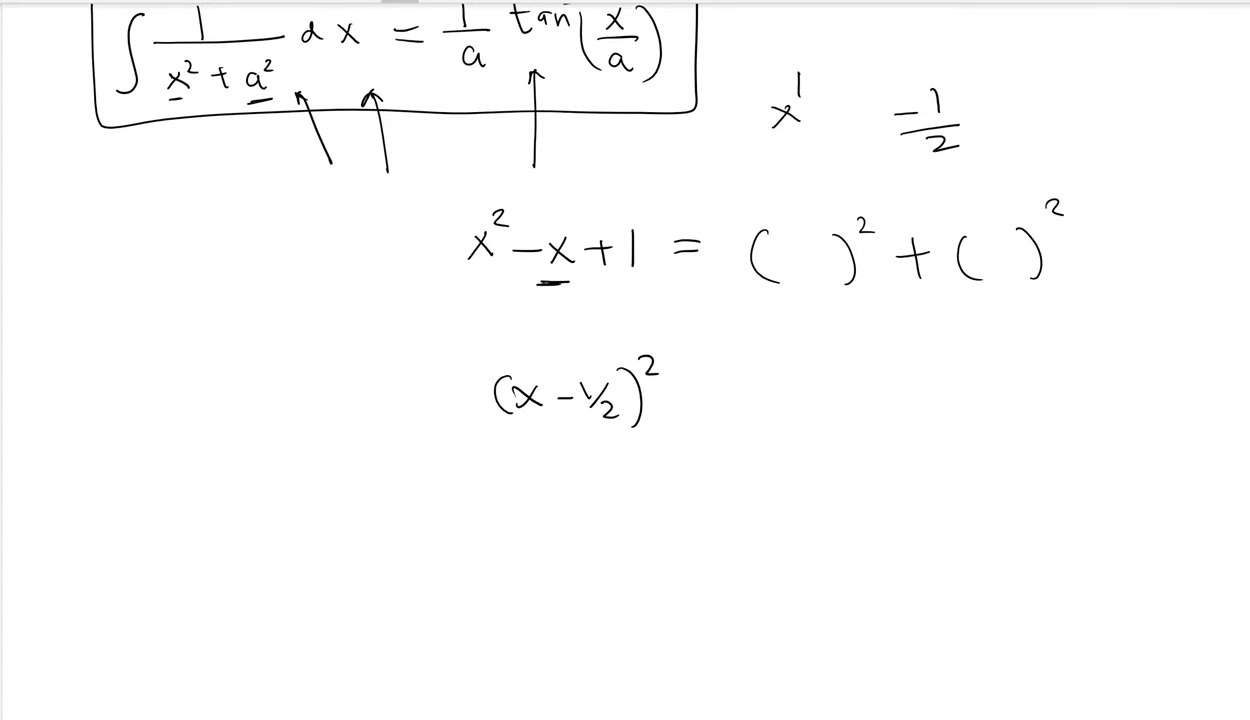 ∫ 1/(x² + a²) dx = 1/a tan(x/a)
x¹ -1/2
x² - x + 1 = ( )² + ( )²
(x - 1/2)²